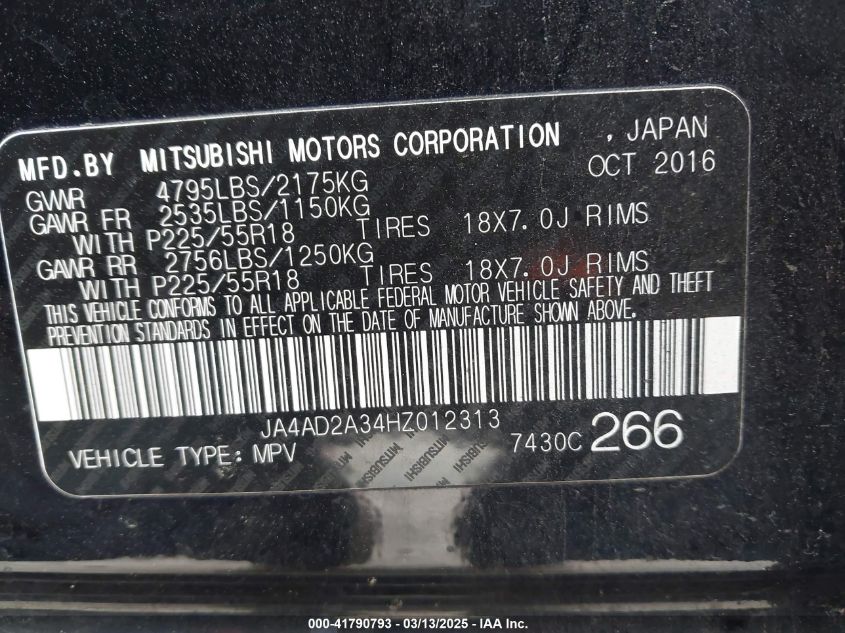 MFD.BY MITSUBISHI MOTORS CORPORATION , JAPAN
GVWR 4795LBS/2175KG OCT 2016
GAWR FR 2535LBS/1150KG
WITH P225/55R18 TIRES 18X7.0J RIMS
GAWR RR 2756LBS/1250KG
WITH P225/55R18 TIRES 18X7.0J RIMS
THIS VEHICLE CONFORMS TO ALL APPLICABLE FEDERAL MOTOR VEHICLE SAFETY AND THEFT
PREVENTION STANDARDS IN EFFECT ON THE DATE OF MANUFACTURE SHOWN ABOVE.
JA4AD2A34HZ012313
VEHICLE TYPE: MPV 7430C 266
MITSUBISHI
000-41790793 - 03/13/2025 - IAA Inc.